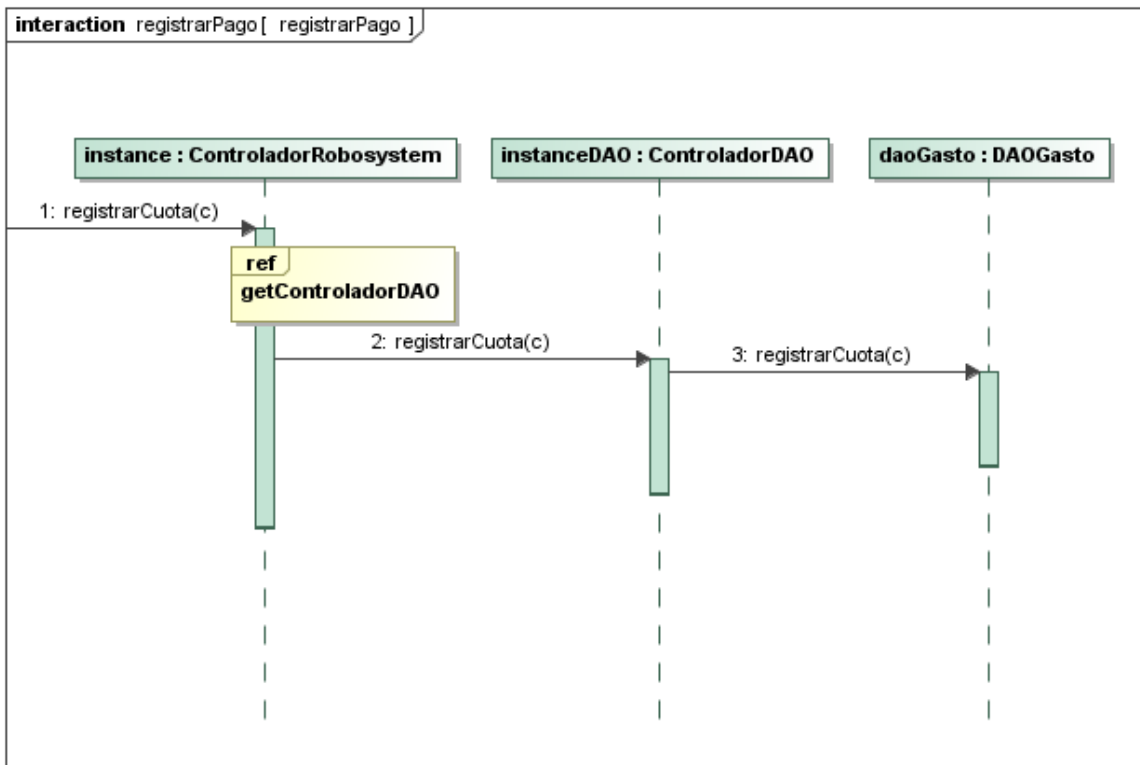 interaction registrarPago[ registrarPago ]
instance : ControladorRobosystem
instanceDAO : ControladorDAO
daoGasto : DAOGasto
1: registrarCuota(c)
ref
getControladorDAO
2: registrarCuota(c)
3: registrarCuota(c)